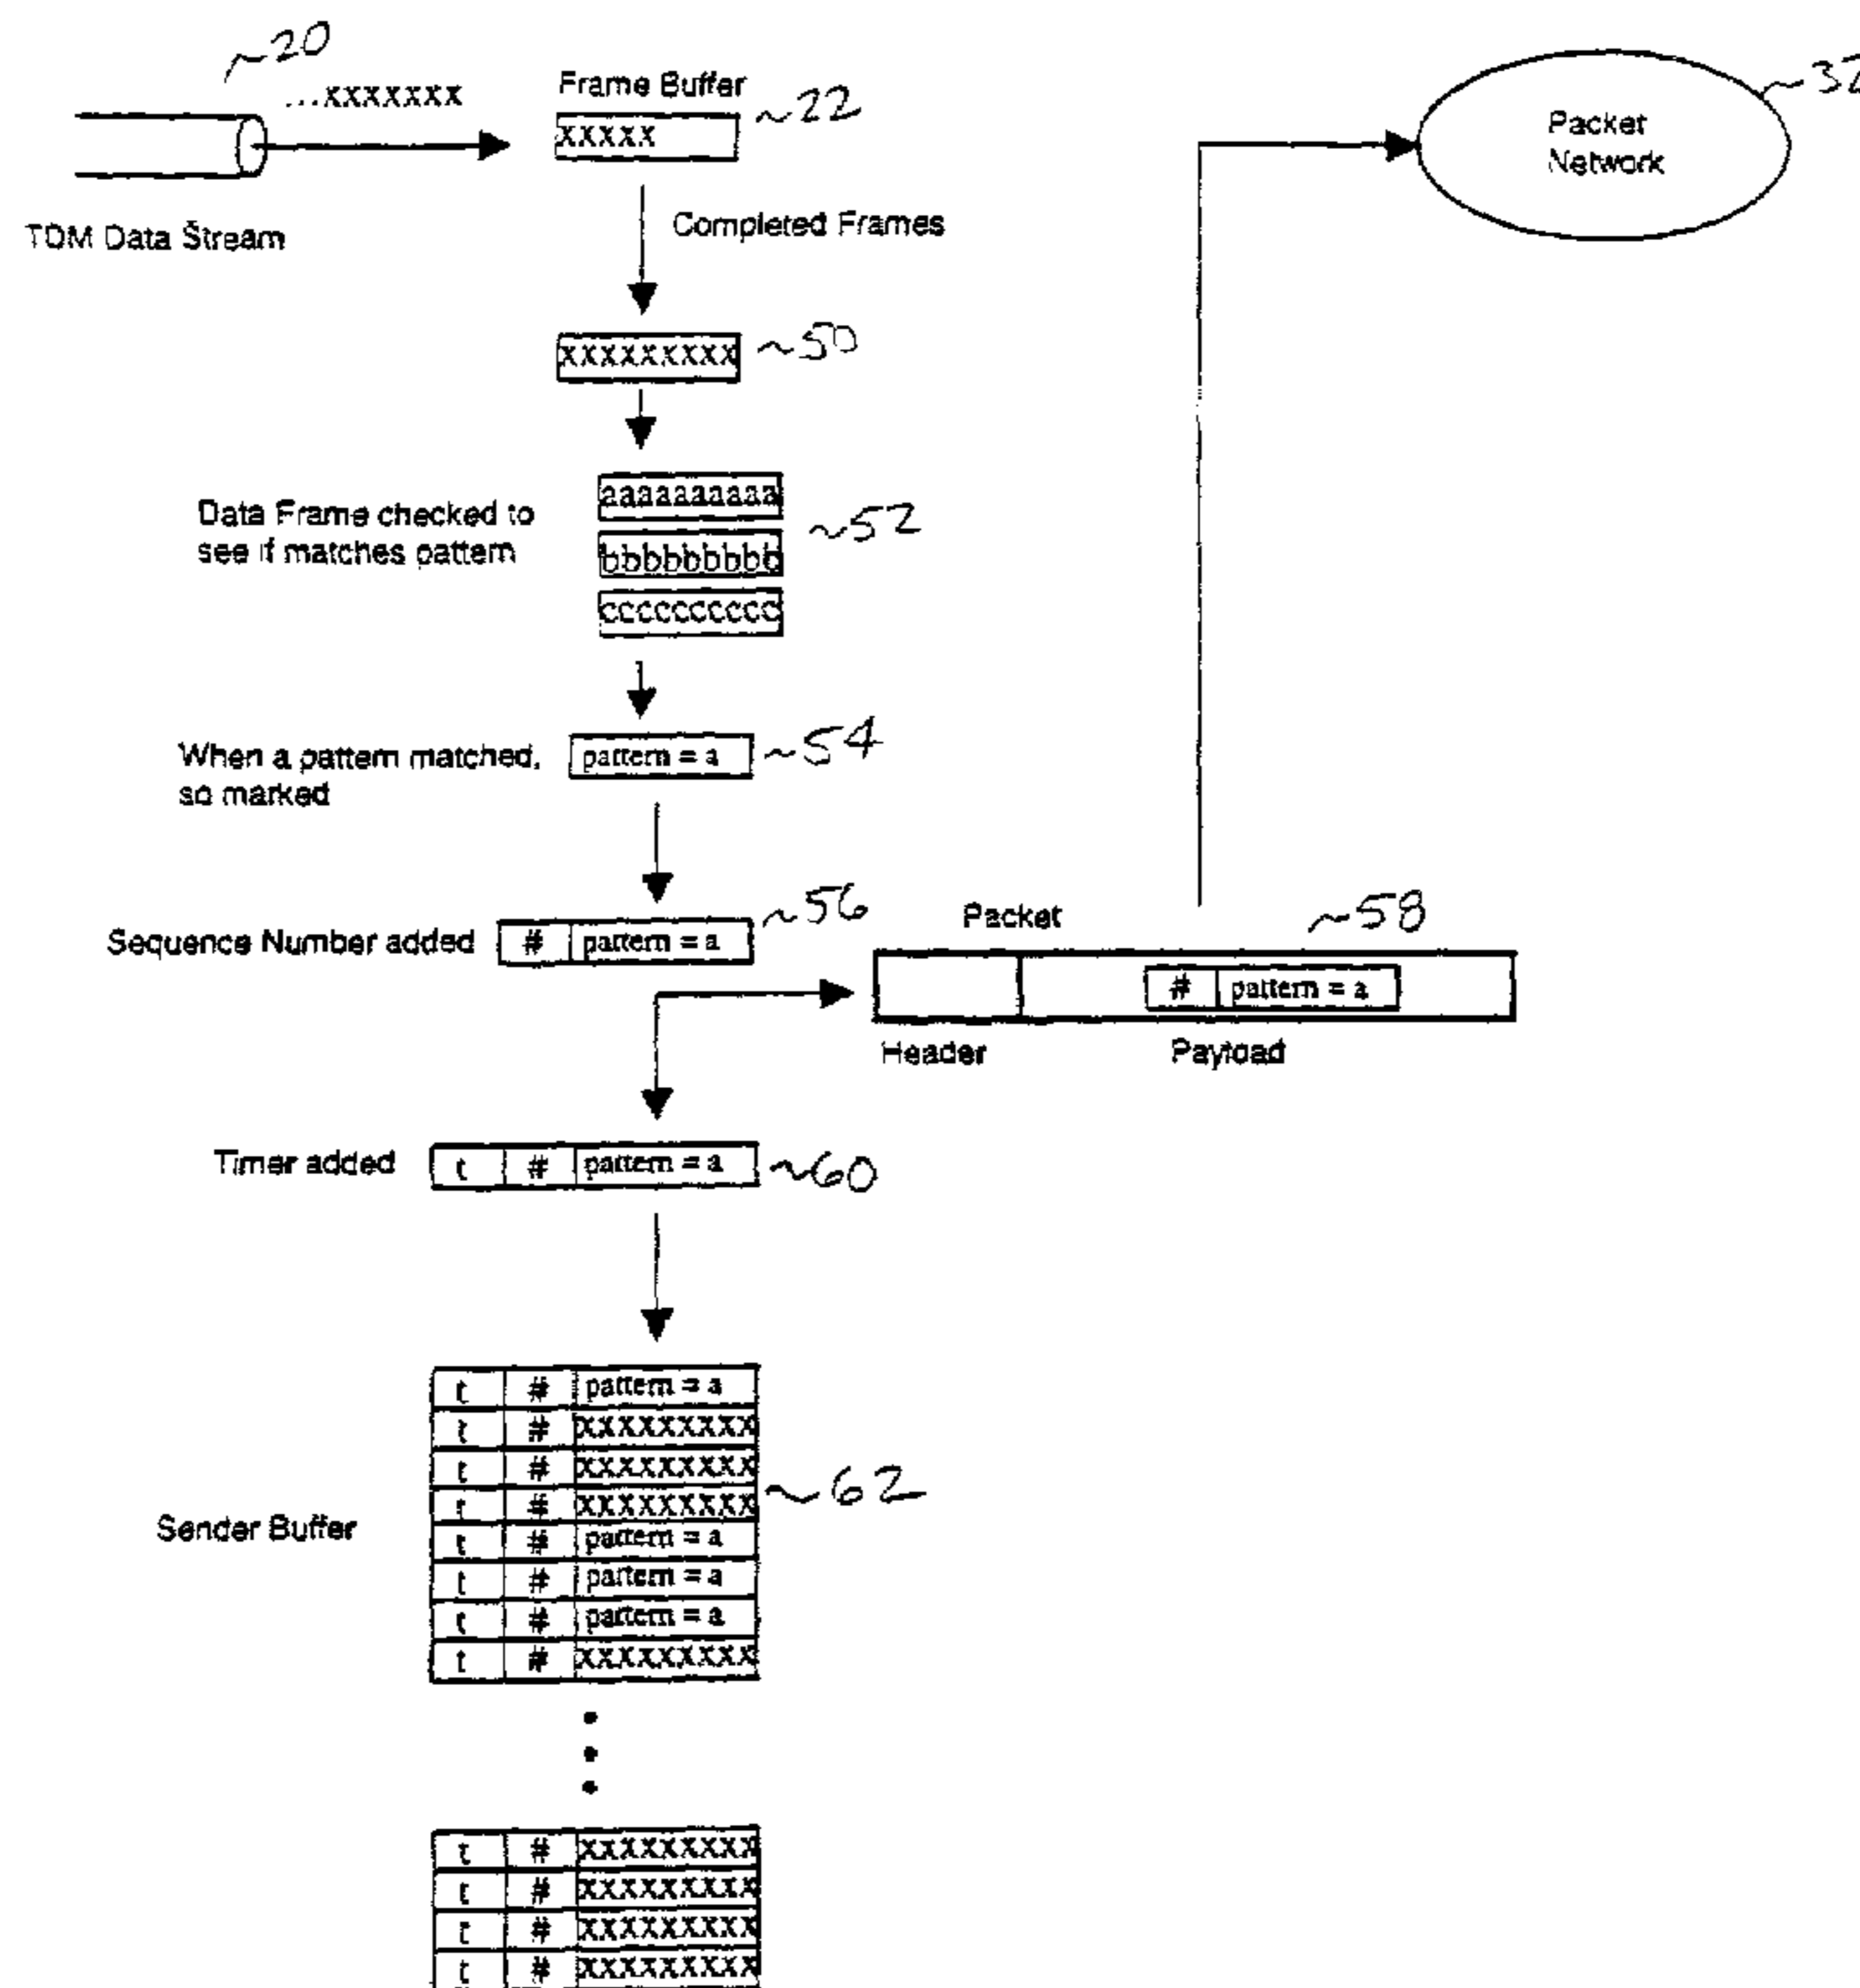 ~20
...xxxxxxx
Frame Buffer
xxxxx
~22
Packet
Network
TDM Data Stream
Completed Frames
xxxxxxxxx
~50
Data Frame checked to
see if matches pattern
aaaaaaaaaa
bbbbbbbbb
cccccccccc
~52
When a pattern matched,
so marked
pattern = a
~54
Sequence Number added
# pattern = a
~56
Packet
~58
# pattern = a
Header
Payload
Timer added
t # pattern = a
~60
Sender Buffer
t # pattern = a
t # xxxxxxxxx
t # xxxxxxxxx
t # xxxxxxxxx
t # pattern = a
t # pattern = a
t # pattern = a
t # xxxxxxxxx
~62
t # xxxxxxxxx
t # xxxxxxxxx
t # xxxxxxxxx
t # xxxxxxxxx